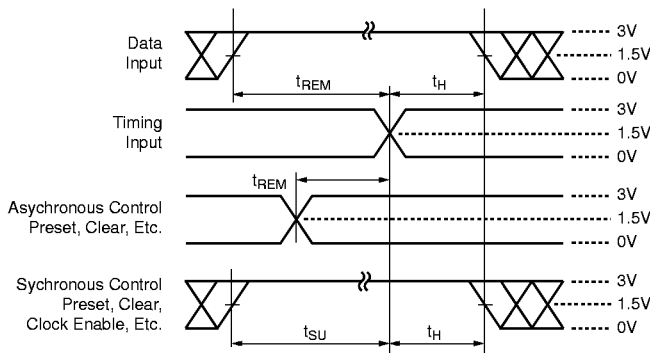 Data
Input
3V
1.5V
0V
tREM
tH
Timing
Input
3V
1.5V
0V
tREM
Asychronous Control
Preset, Clear, Etc.
3V
1.5V
0V
Sychronous Control
Preset, Clear,
Clock Enable, Etc.
3V
1.5V
0V
tSU
tH